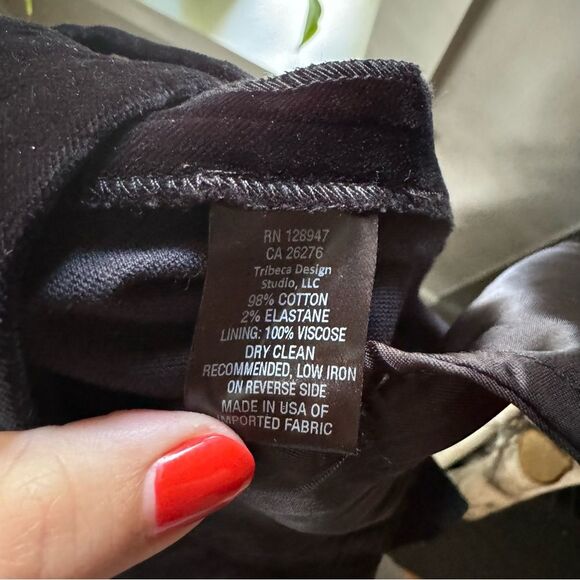 RN 128947
CA 26276
Tribeca Design
Studio, LLC
98% COTTON
2% ELASTANE
LINING: 100% VISCOSE
DRY CLEAN
RECOMMENDED, LOW IRON
ON REVERSE SIDE
MADE IN USA OF
IMPORTED FABRIC